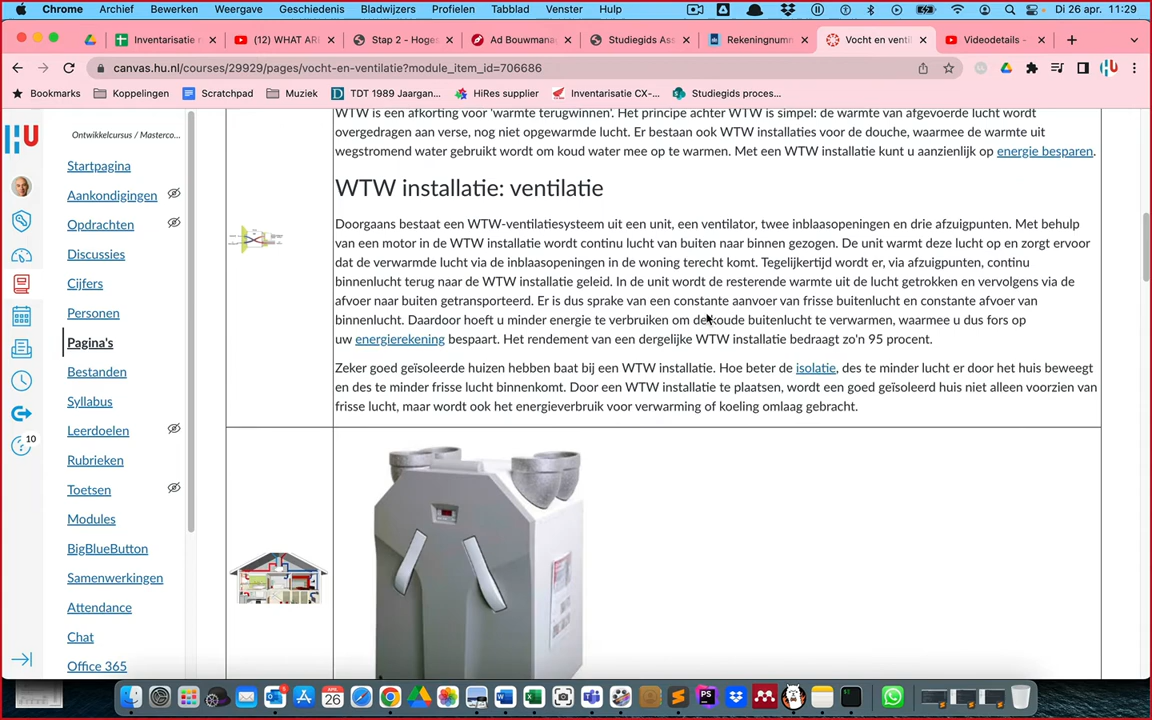 Chrome Archief Bewerken Weergave Geschiedenis Bladwijzers Profielen Tabblad Venster Hulp Di 26 apr. 11:29
Inventarisatie r (12) WHAT ARE Stap 2 - Hoges Ad Bouwmana Studiegids Ass Rekeningnumm Vocht en venti Videodetails -
canvas.hu.nl/courses/29929/pages/vocht-en-ventilatie?module_item_id=706686
Bookmarks Koppelingen Scratchpad Muziek TDT 1989 Jaargan... HiRes supplier Inventarisatie CX-... Studiegids proces...
HU
Ontwikkelcursus / Masterco...
Startpagina
Aankondigingen
Opdrachten
Discussies
Cijfers
Personen
Pagina's
Bestanden
Syllabus
Leerdoelen
10
Rubrieken
Toetsen
Modules
BigBlueButton
Samenwerkingen
Attendance
Chat
Office 365
WTW is een afkorting voor 'warmte terugwinnen'. Het principe achter WTW is simpel: de warmte van afgevoerde lucht wordt
overgedragen aan verse, nog niet opgewarmde lucht. Er bestaan ook WTW installaties voor de douche, waarmee de warmte uit
wegstromend water gebruikt wordt om koud water mee op te warmen. Met een WTW installatie kunt u aanzienlijk op energie besparen.
WTW installatie: ventilatie
Doorgaans bestaat een WTW-ventilatiesysteem uit een unit, een ventilator, twee inblaasopeningen en drie afzuigpunten. Met behulp
van een motor in de WTW installatie wordt continu lucht van buiten naar binnen gezogen. De unit warmt deze lucht op en zorgt ervoor
dat de verwarmde lucht via de inblaasopeningen in de woning terecht komt. Tegelijkertijd wordt er, via afzuigpunten, continu
binnenlucht terug naar de WTW installatie geleid. In de unit wordt de resterende warmte uit de lucht getrokken en vervolgens via de
afvoer naar buiten getransporteerd. Er is dus sprake van een constante aanvoer van frisse buitenlucht en constante afvoer van
binnenlucht. Daardoor hoeft u minder energie te verbruiken om de koude buitenlucht te verwarmen, waarmee u dus fors op
uw energierekening bespaart. Het rendement van een dergelijke WTW installatie bedraagt zo'n 95 procent.
Zeker goed geïsoleerde huizen hebben baat bij een WTW installatie. Hoe beter de isolatie, des te minder lucht er door het huis beweegt
en des te minder frisse lucht binnenkomt. Door een WTW installatie te plaatsen, wordt een goed geïsoleerd huis niet alleen voorzien van
frisse lucht, maar wordt ook het energieverbruik voor verwarming of koeling omlaag gebracht.